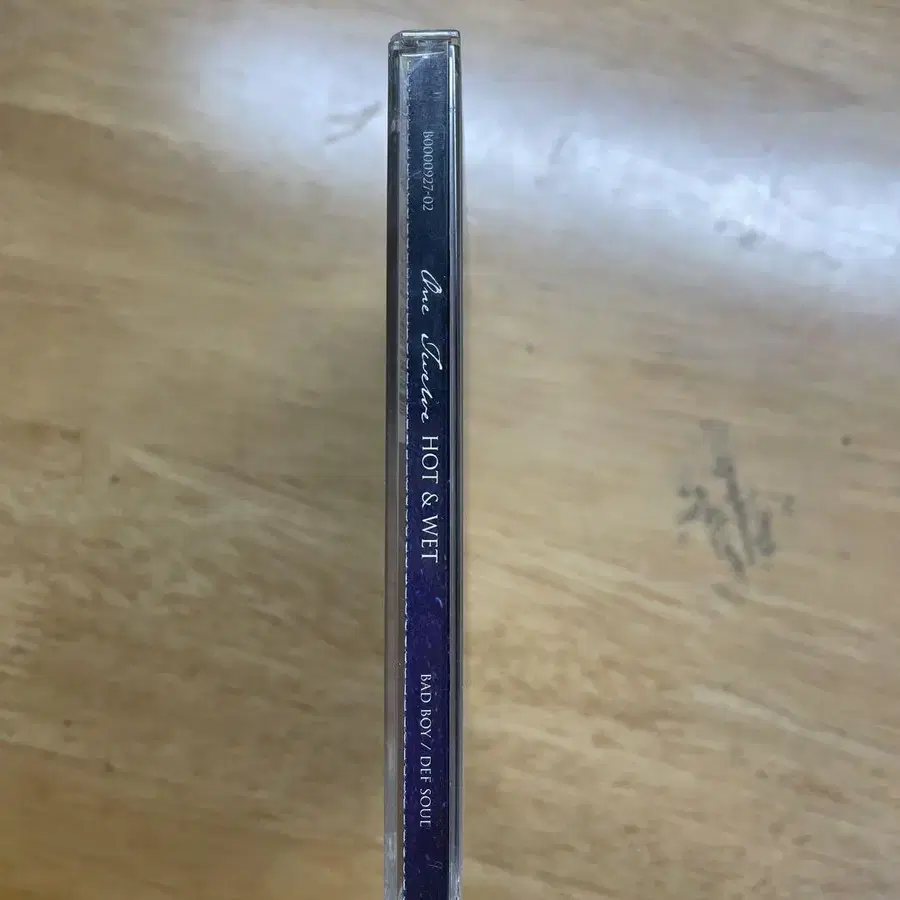 B0000927-02
One Twelve HOT & WET
BAD BOY / DEF SOUL